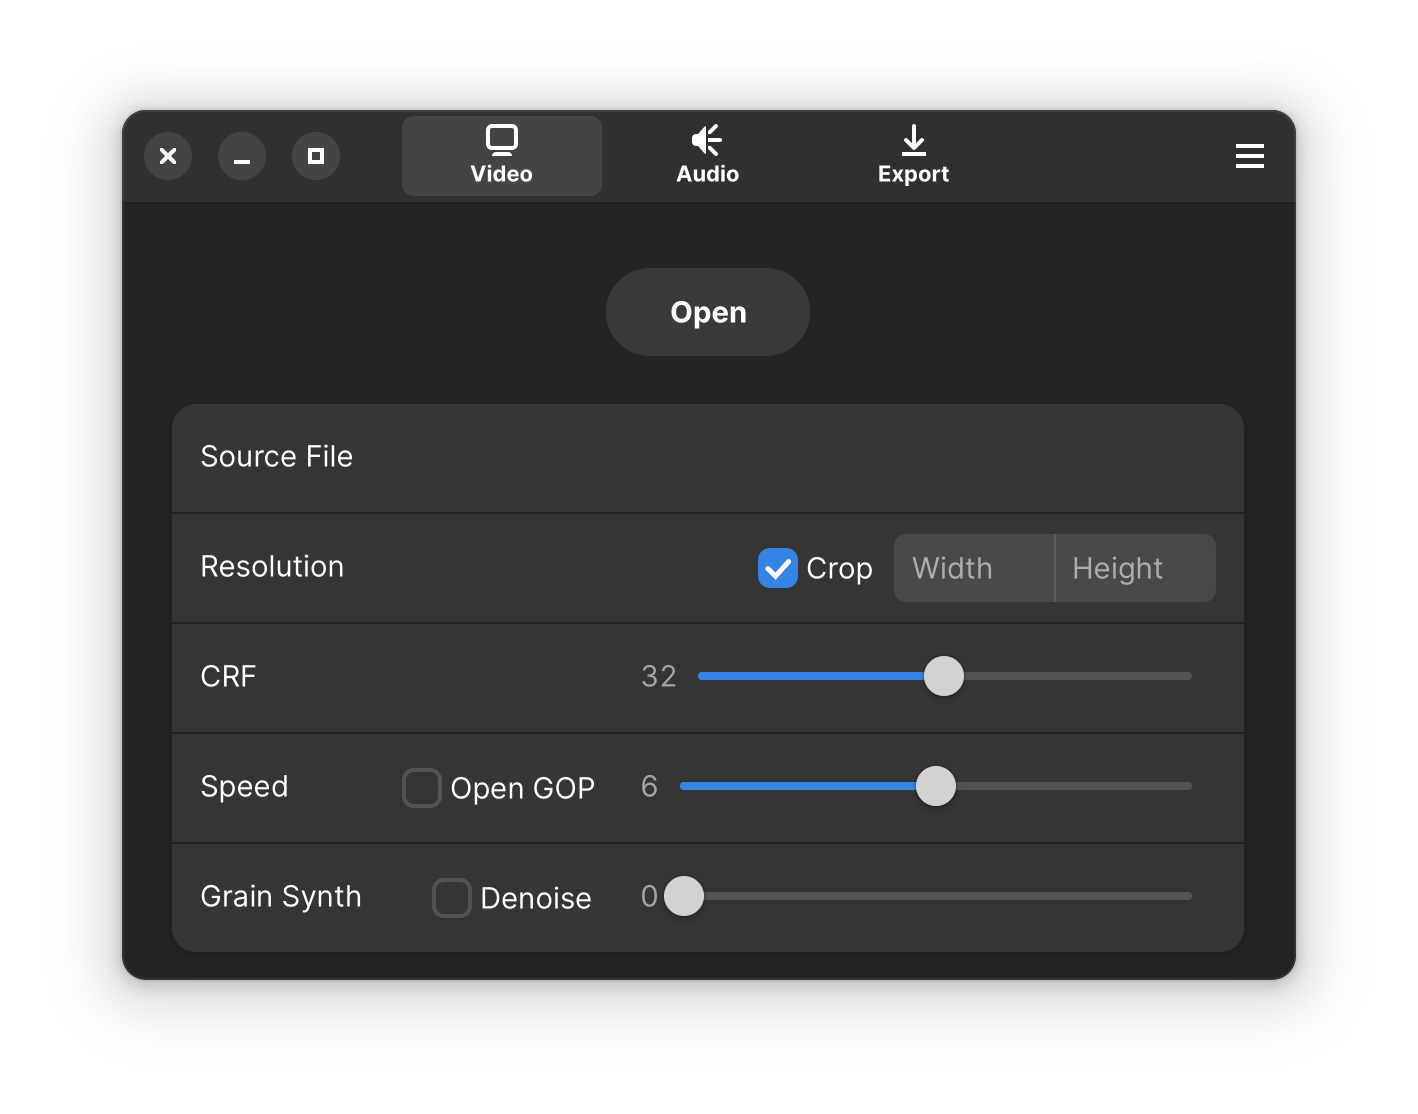 Video Audio Export
Open
Source File
Resolution Crop Width Height
CRF 32
Speed Open GOP 6
Grain Synth Denoise 0